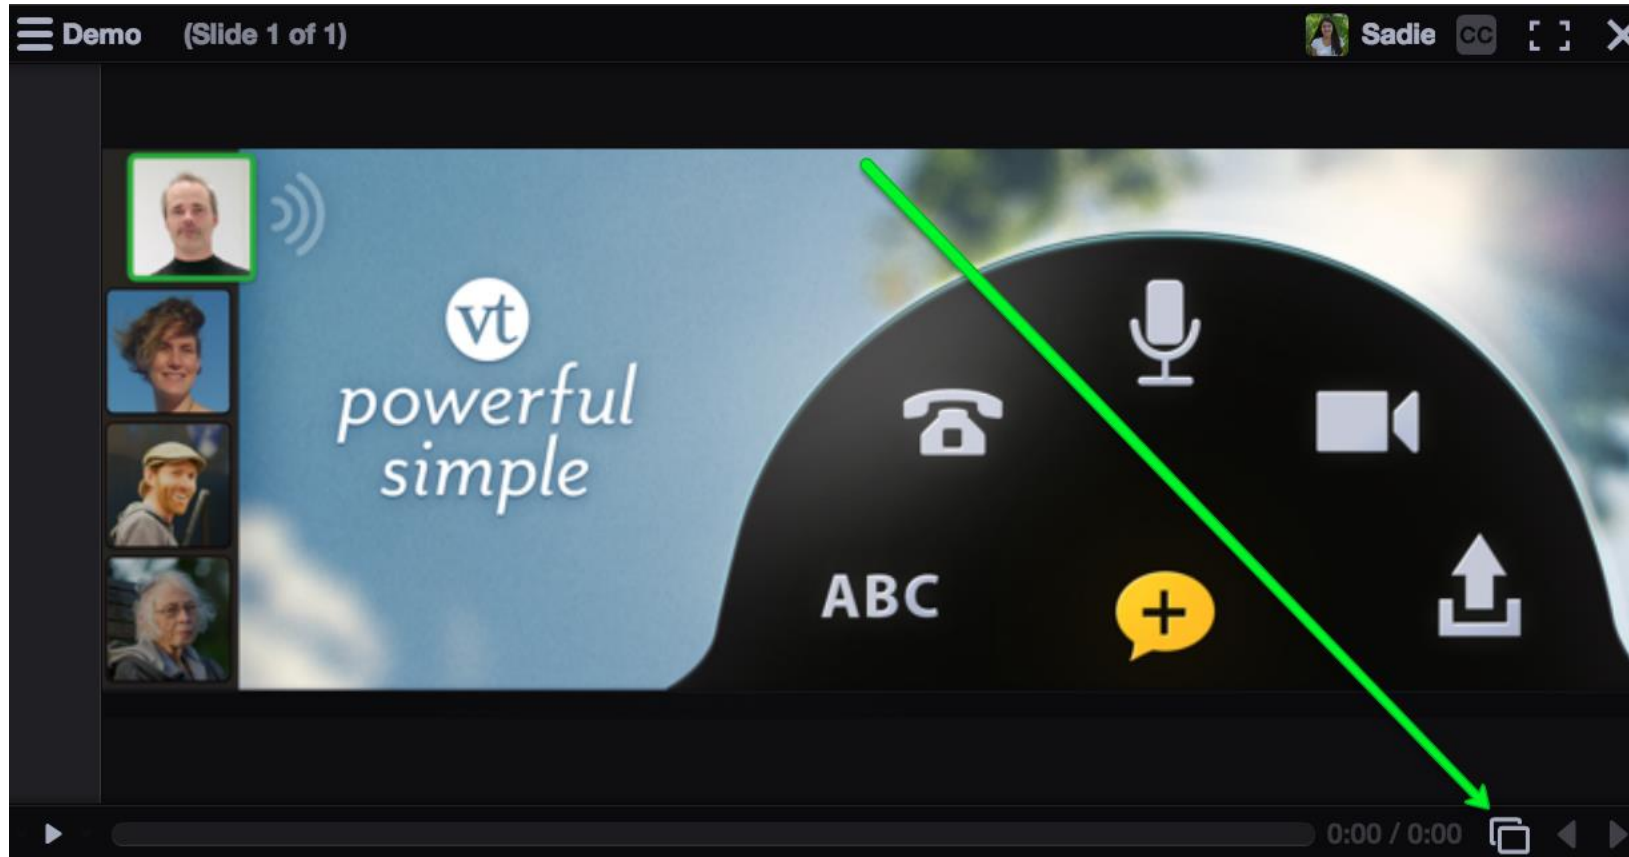 Demo (Slide 1 of 1) Sadie CC
vt
powerful
simple
ABC
0:00 / 0:00